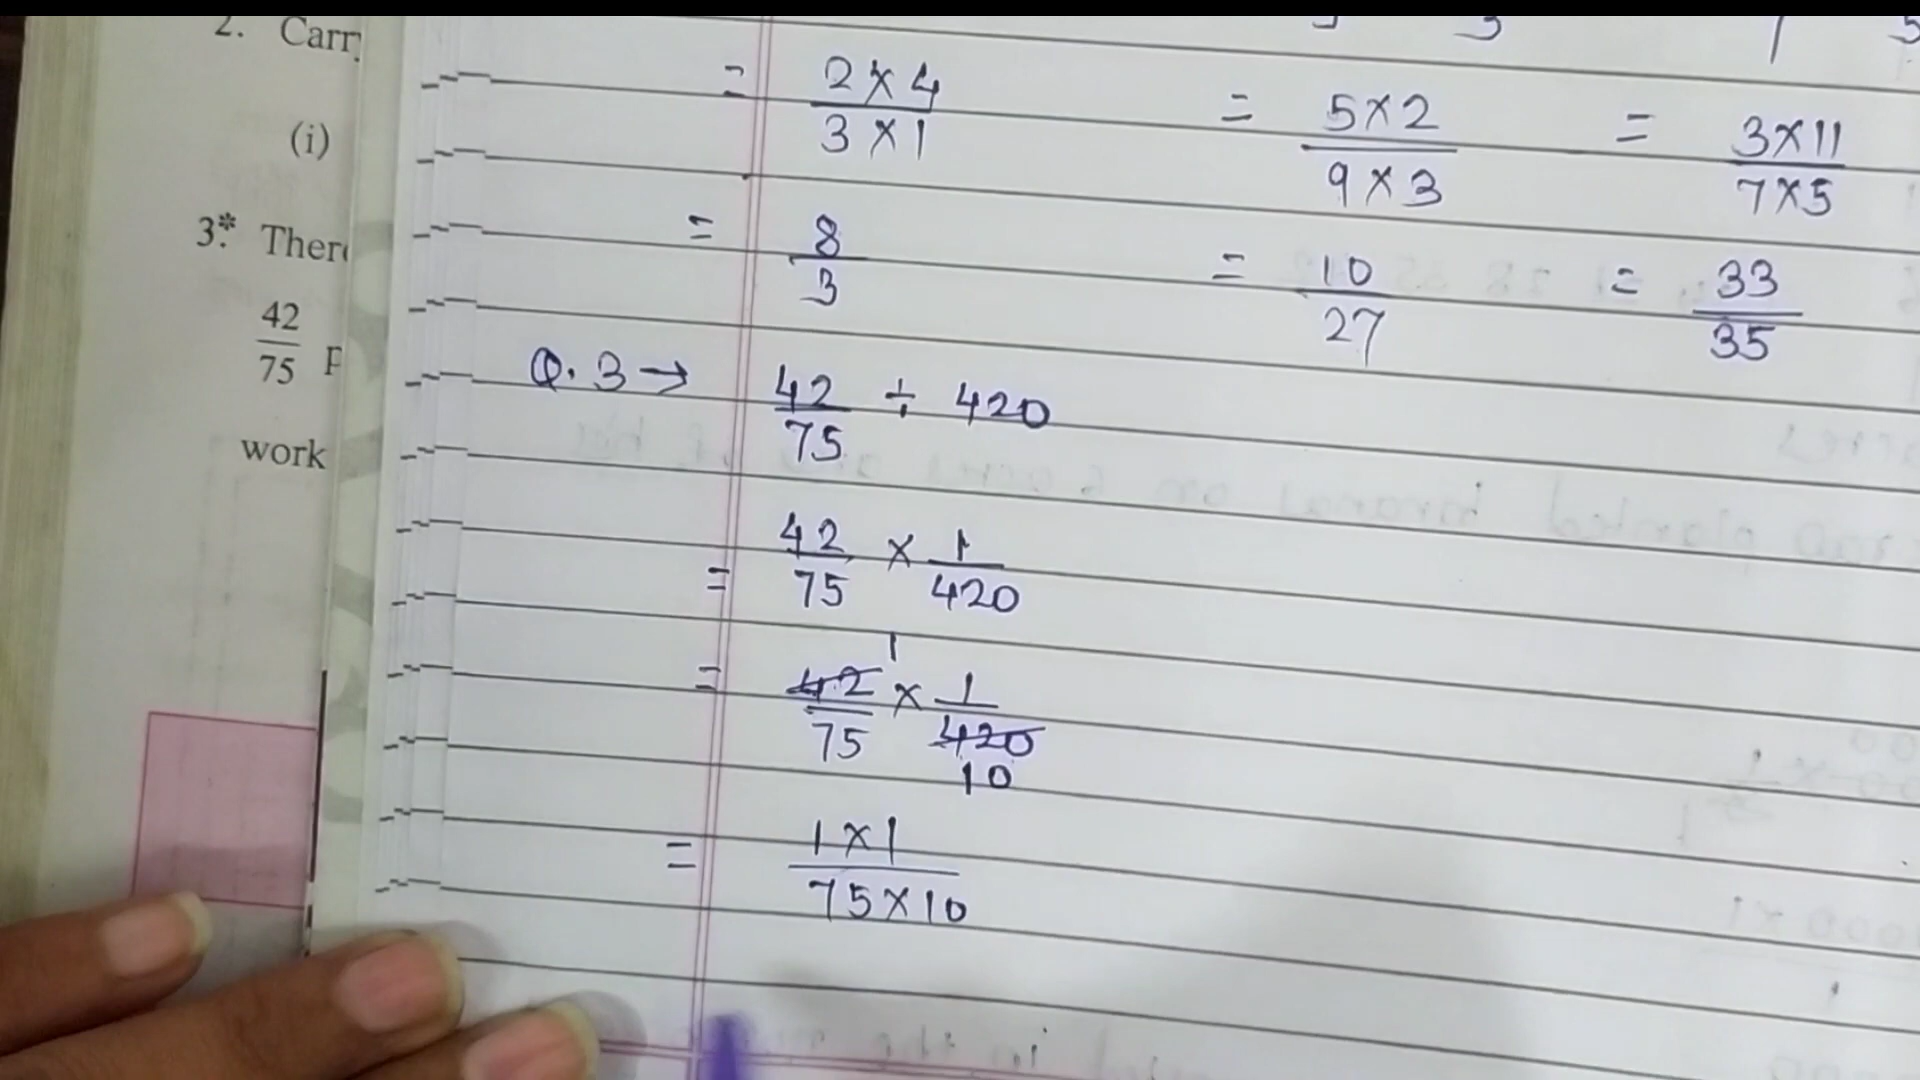 2. Carry
= 2 × 4 / 3 × 1 = 5 × 2 / 9 × 3 = 3 × 11 / 7 × 5
(i)
= 8/3 = 10/27 = 33/35
3* There
42/75
work
Q. 3 → 42/75 ÷ 420
= 42/75 × 1/420
1
= 42/75 × 1/420
10
= 1 × 1 / 75 × 10